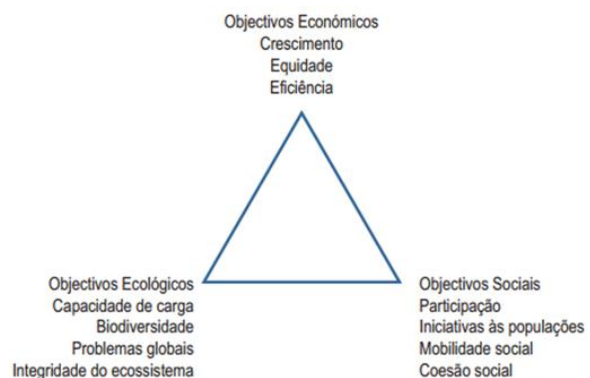 Objectivos Económicos
Crescimento
Equidade
Eficiência
Objectivos Ecológicos
Capacidade de carga
Biodiversidade
Problemas globais
Integridade do ecossistema
Objectivos Sociais
Participação
Iniciativas às populações
Mobilidade social
Coesão social